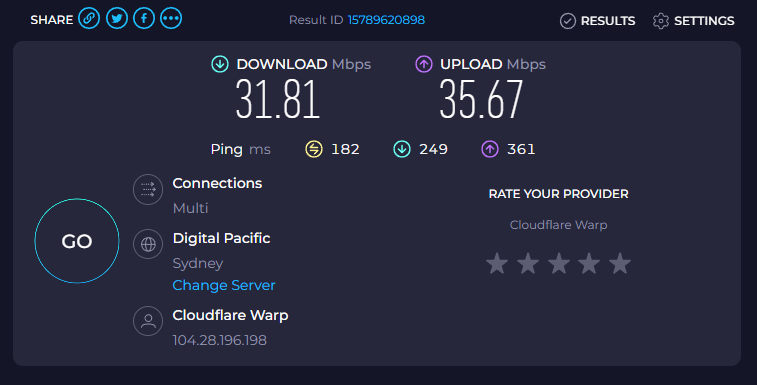 SHARE
Result ID 15789620898
RESULTS
SETTINGS
DOWNLOAD Mbps
31.81
UPLOAD Mbps
35.67
Ping ms 182 249 361
GO
Connections
Multi
Digital Pacific
Sydney
Change Server
Cloudflare Warp
104.28.196.198
RATE YOUR PROVIDER
Cloudflare Warp